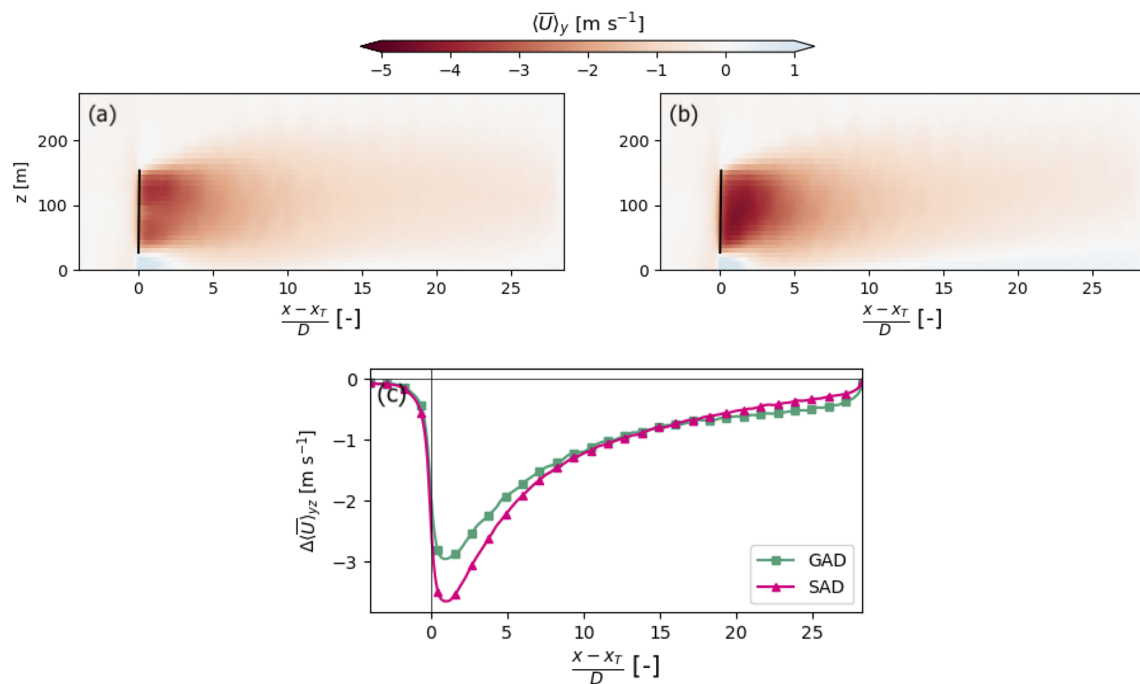 ⟨U̅⟩y [m s⁻¹]
−5 −4 −3 −2 −1 0 1
(a)
z [m]
200
100
0
0 5 10 15 20 25
x − xT / D [-]
(b)
200
100
0
0 5 10 15 20 25
x − xT / D [-]
(c)
Δ⟨U̅⟩yz [m s⁻¹]
0
−1
−2
−3
GAD
SAD
0 5 10 15 20 25
x − xT / D [-]